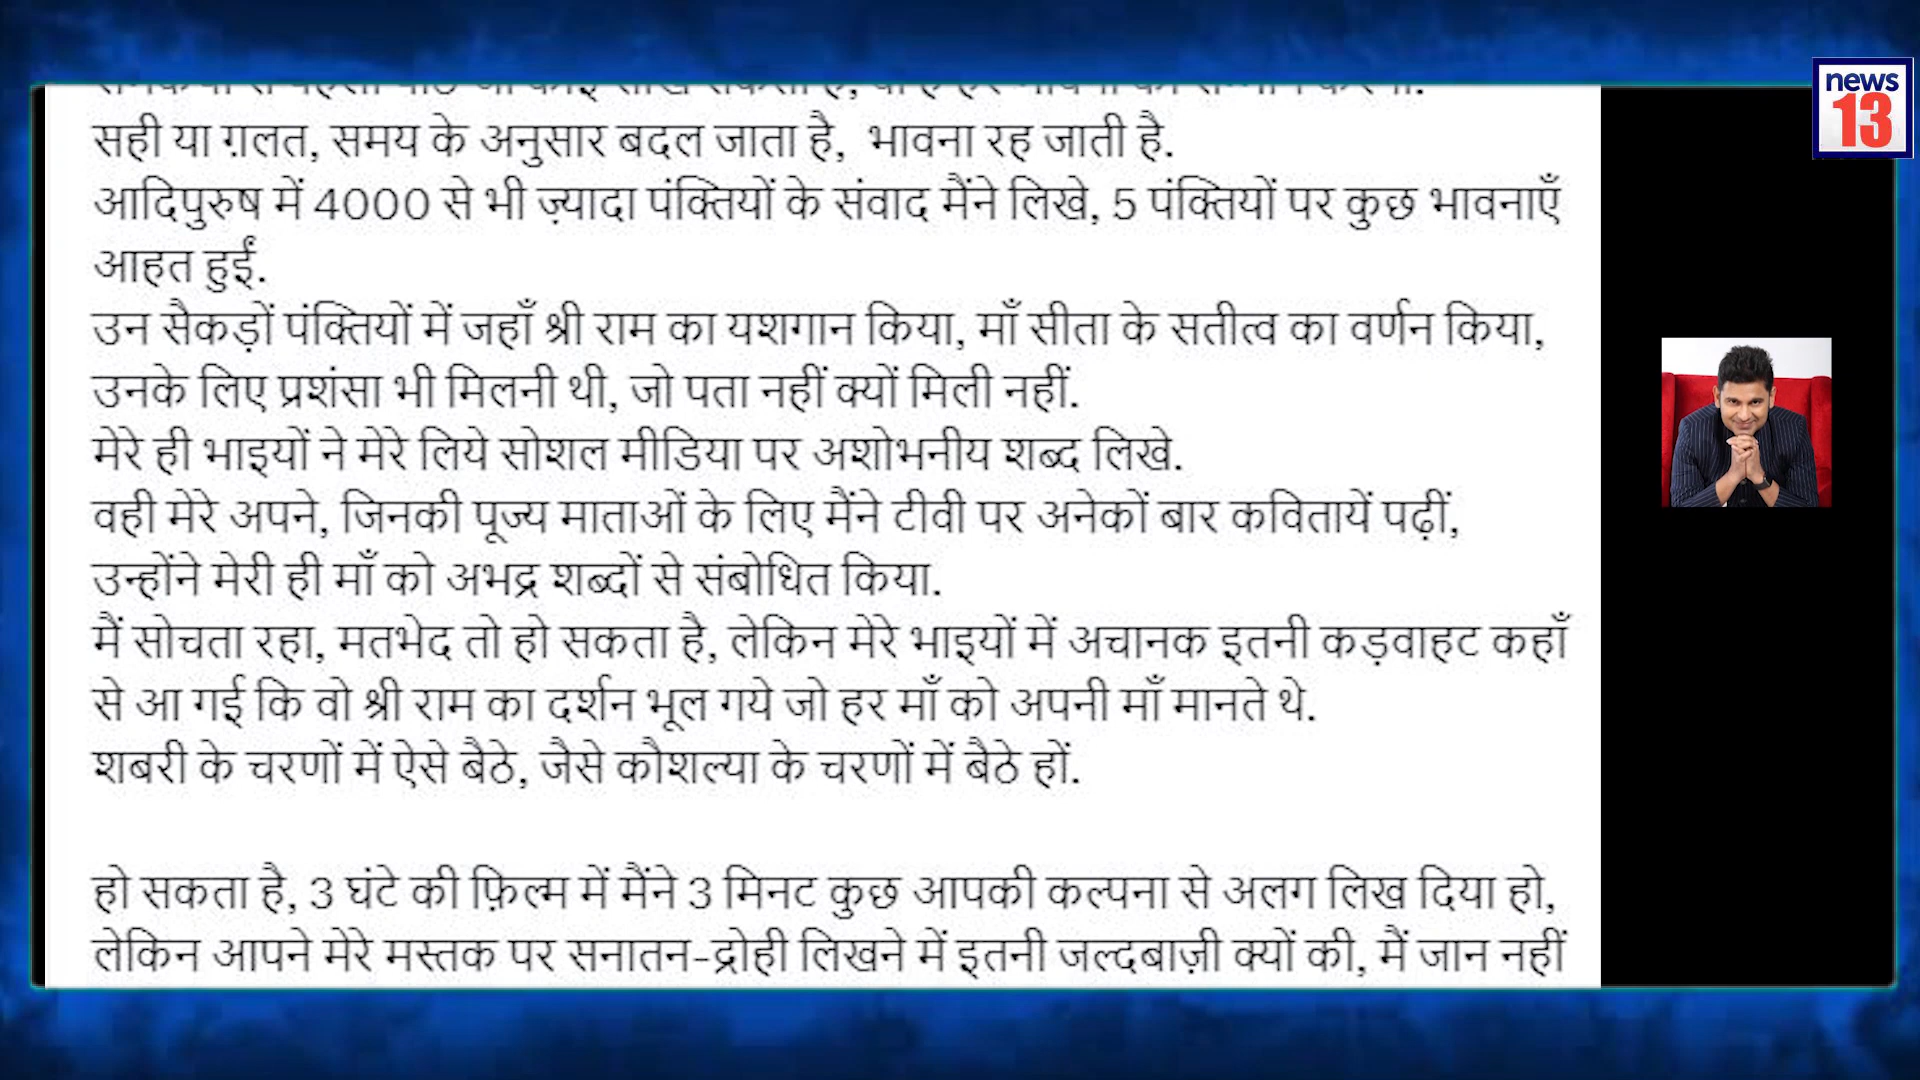 सही या ग़लत, समय के अनुसार बदल जाता है, भावना रह जाती है.
आदिपुरुष में 4000 से भी ज़्यादा पंक्तियों के संवाद मैंने लिखे, 5 पंक्तियों पर कुछ भावनाएँ
आहत हुईं.
उन सैकड़ों पंक्तियों में जहाँ श्री राम का यशगान किया, माँ सीता के सतीत्व का वर्णन किया,
उनके लिए प्रशंसा भी मिलनी थी, जो पता नहीं क्यों मिली नहीं.
मेरे ही भाइयों ने मेरे लिये सोशल मीडिया पर अशोभनीय शब्द लिखे.
वही मेरे अपने, जिनकी पूज्य माताओं के लिए मैंने टीवी पर अनेकों बार कवितायें पढ़ीं,
उन्होंने मेरी ही माँ को अभद्र शब्दों से संबोधित किया.
मैं सोचता रहा, मतभेद तो हो सकता है, लेकिन मेरे भाइयों में अचानक इतनी कड़वाहट कहाँ
से आ गई कि वो श्री राम का दर्शन भूल गये जो हर माँ को अपनी माँ मानते थे.
शबरी के चरणों में ऐसे बैठे, जैसे कौशल्या के चरणों में बैठे हों.
हो सकता है, 3 घंटे की फ़िल्म में मैंने 3 मिनट कुछ आपकी कल्पना से अलग लिख दिया हो,
लेकिन आपने मेरे मस्तक पर सनातन-द्रोही लिखने में इतनी जल्दबाज़ी क्यों की, मैं जान नहीं
news
13